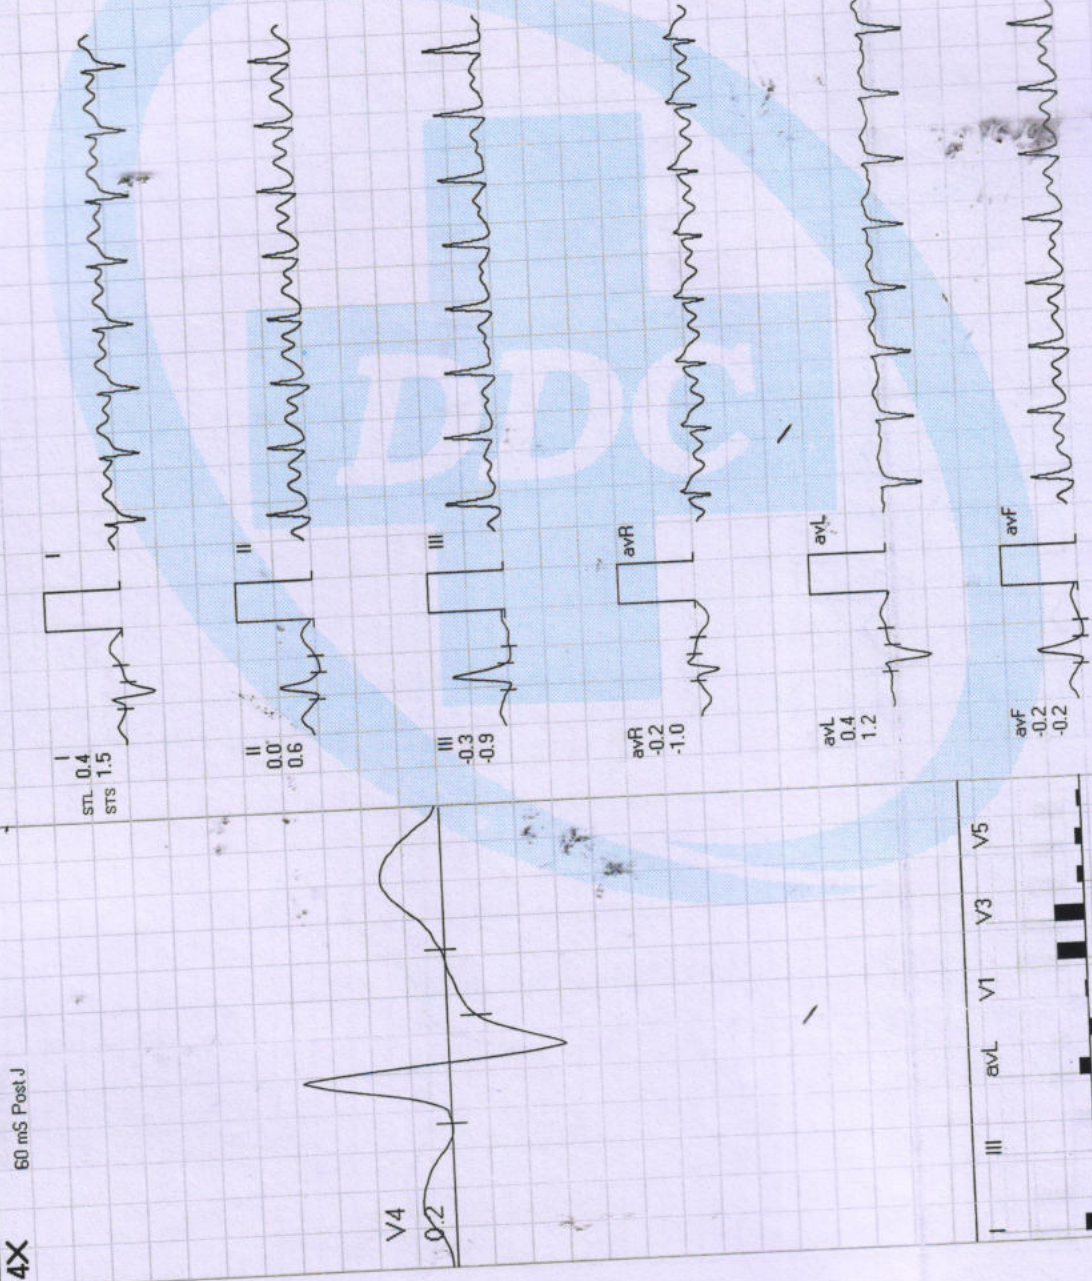 4X
60 mS Post J
V4
0.2
I
III
avL
V1
V3
V5
I
STL 0.4
STS 1.5
II
0.0
0.6
III
-0.3
-0.9
avR
-0.2
-1.0
avL
0.4
1.2
avF
-0.2
-0.2
I
II
III
avR
avL
avF
DDC